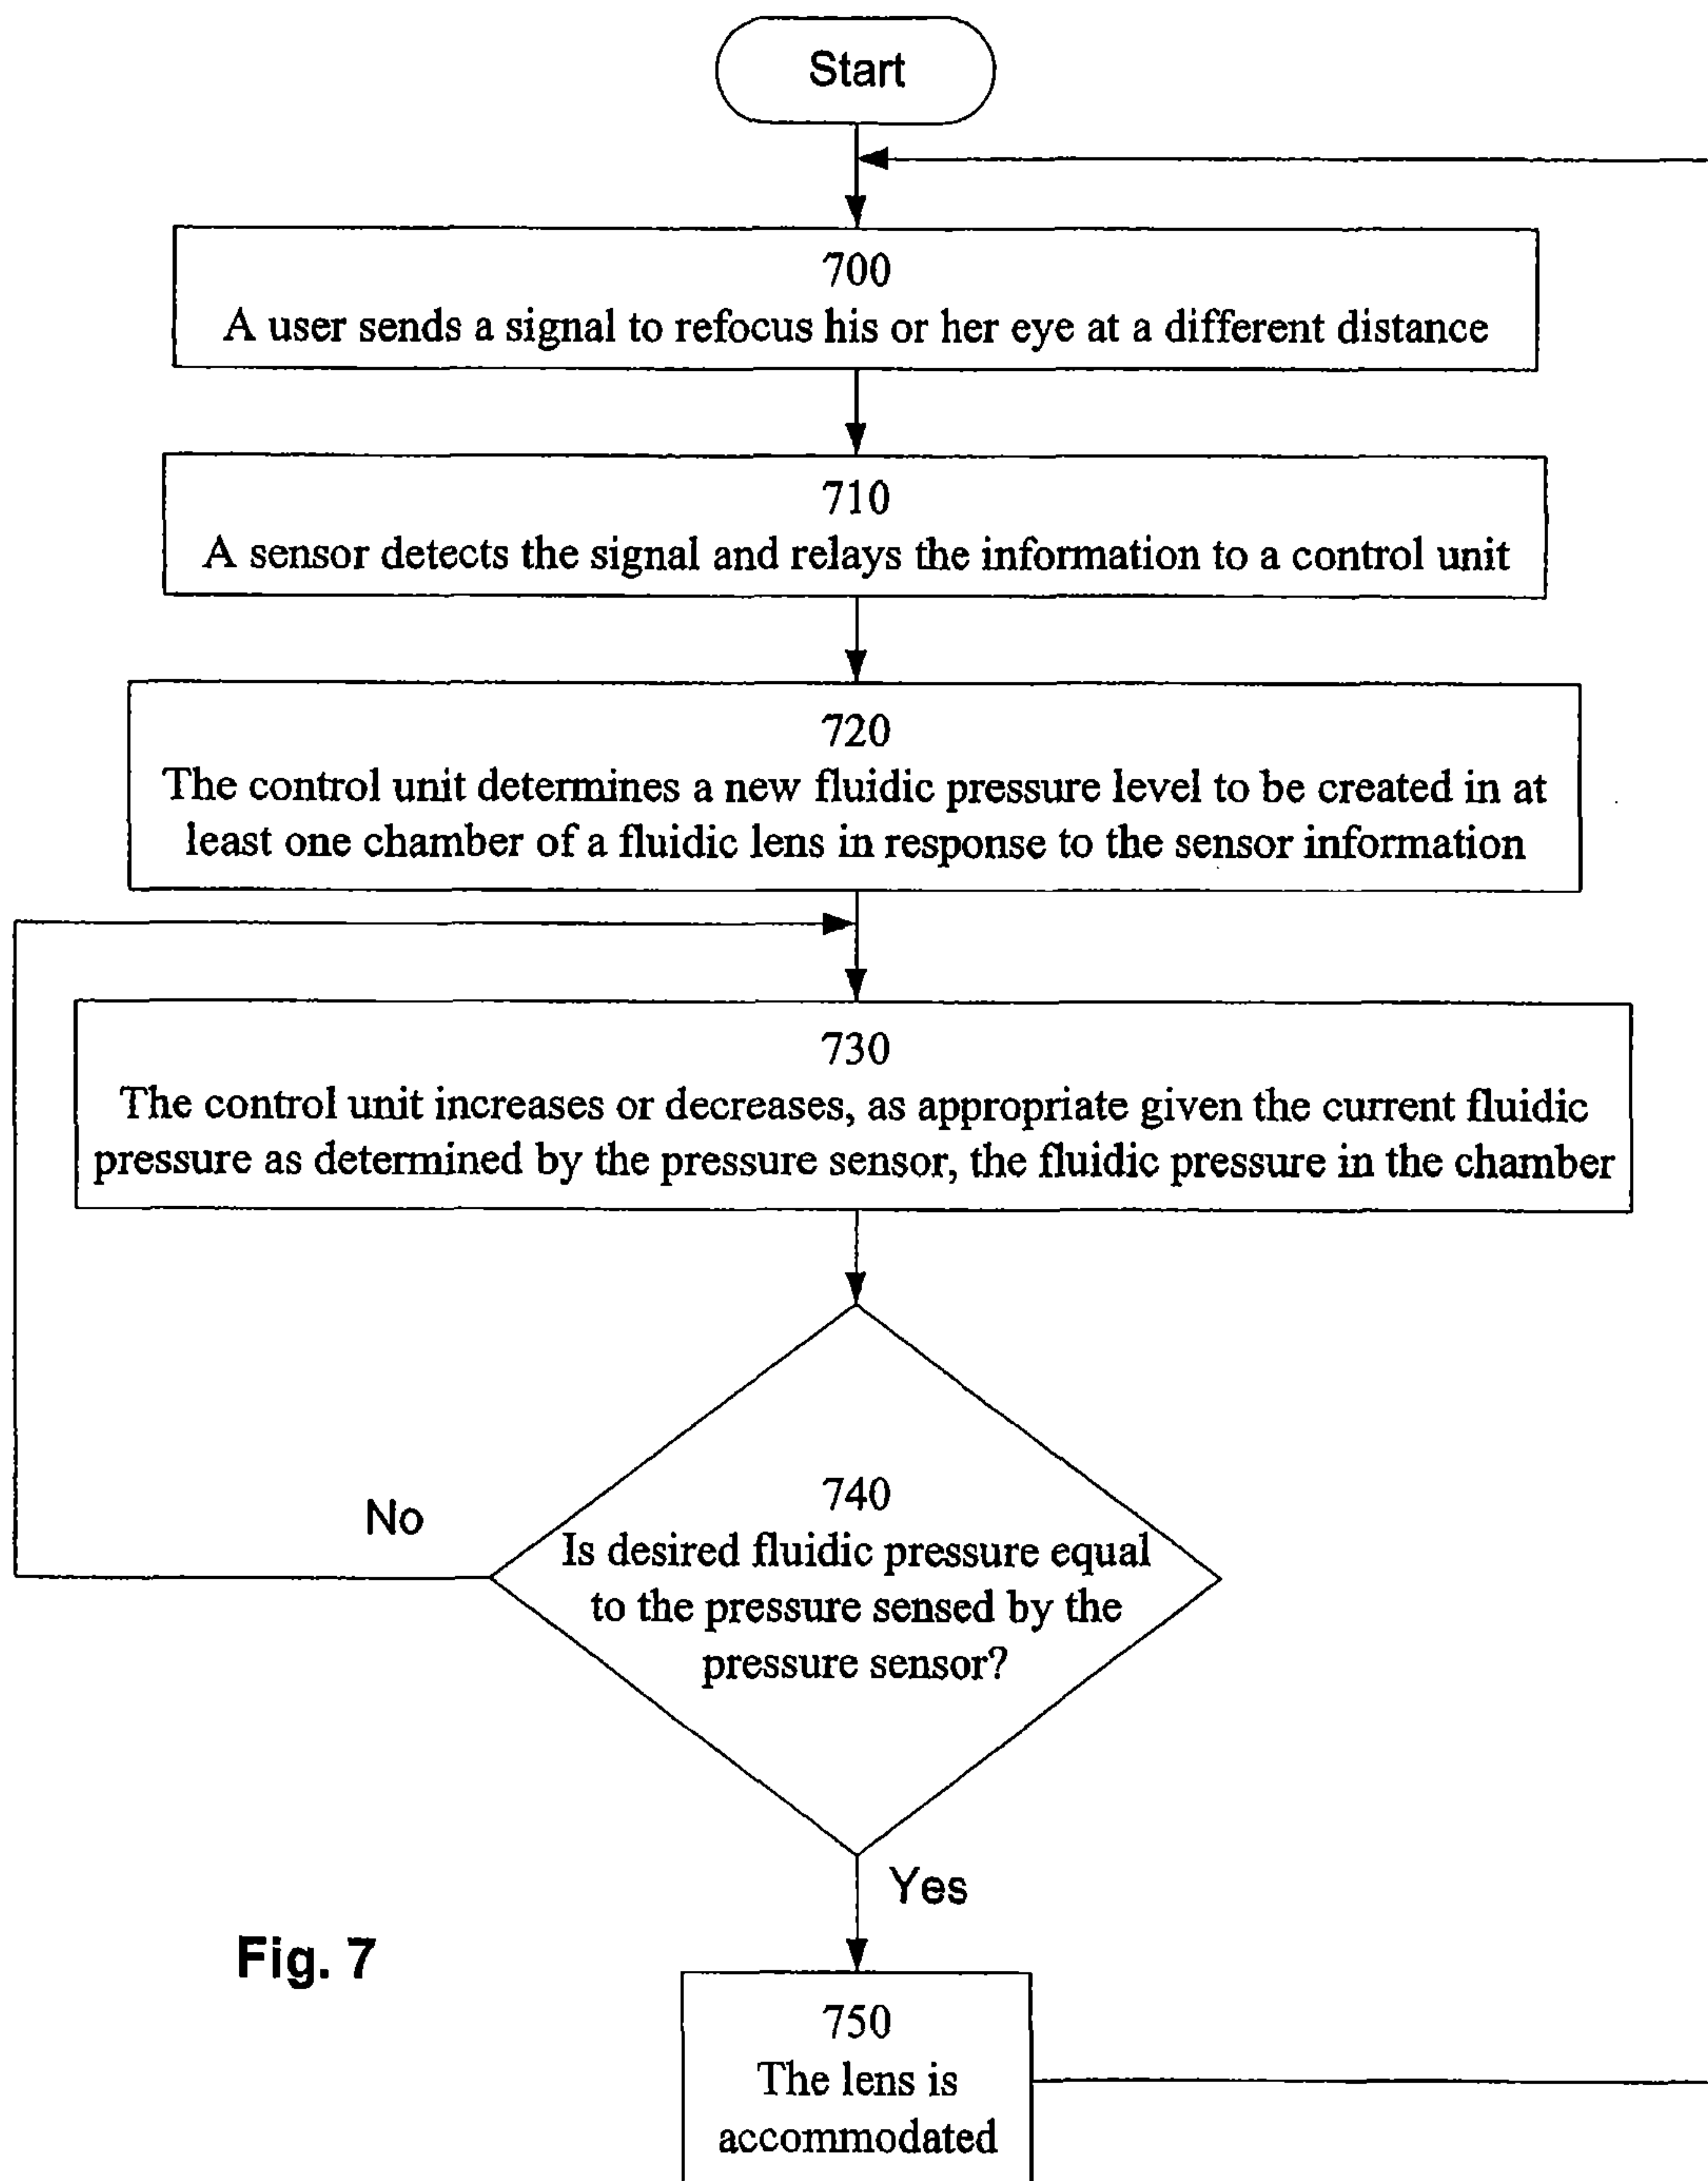 Start
700
A user sends a signal to refocus his or her eye at a different distance
710
A sensor detects the signal and relays the information to a control unit
720
The control unit determines a new fluidic pressure level to be created in at
least one chamber of a fluidic lens in response to the sensor information
730
The control unit increases or decreases, as appropriate given the current fluidic
pressure as determined by the pressure sensor, the fluidic pressure in the chamber
740
Is desired fluidic pressure equal
to the pressure sensed by the
pressure sensor?
No
Yes
750
The lens is
accommodated
Fig. 7